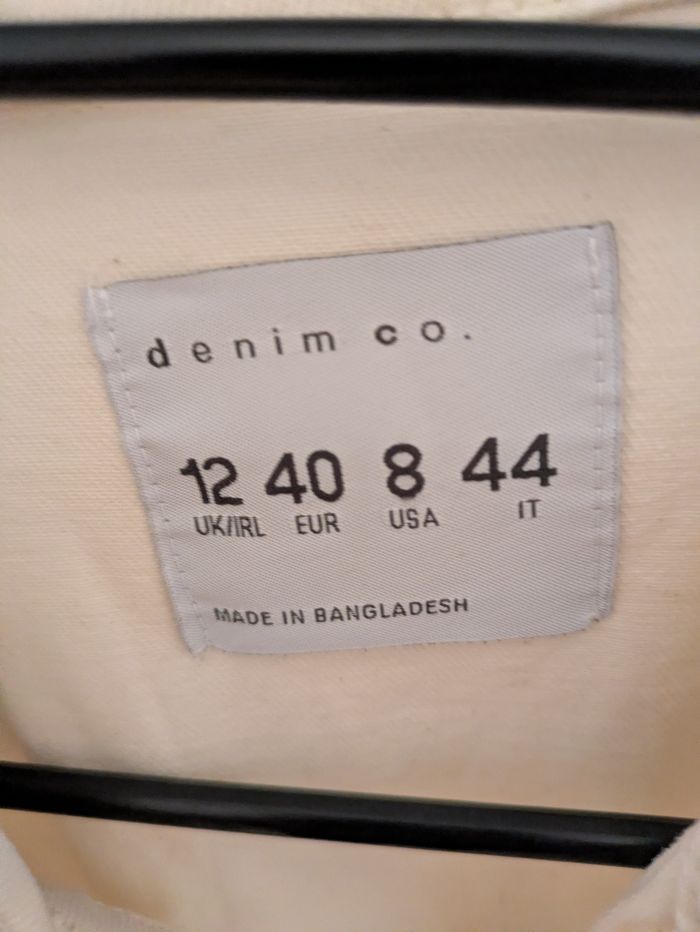 denim co.
12 40 8 44
UK/IRL EUR USA IT
MADE IN BANGLADESH